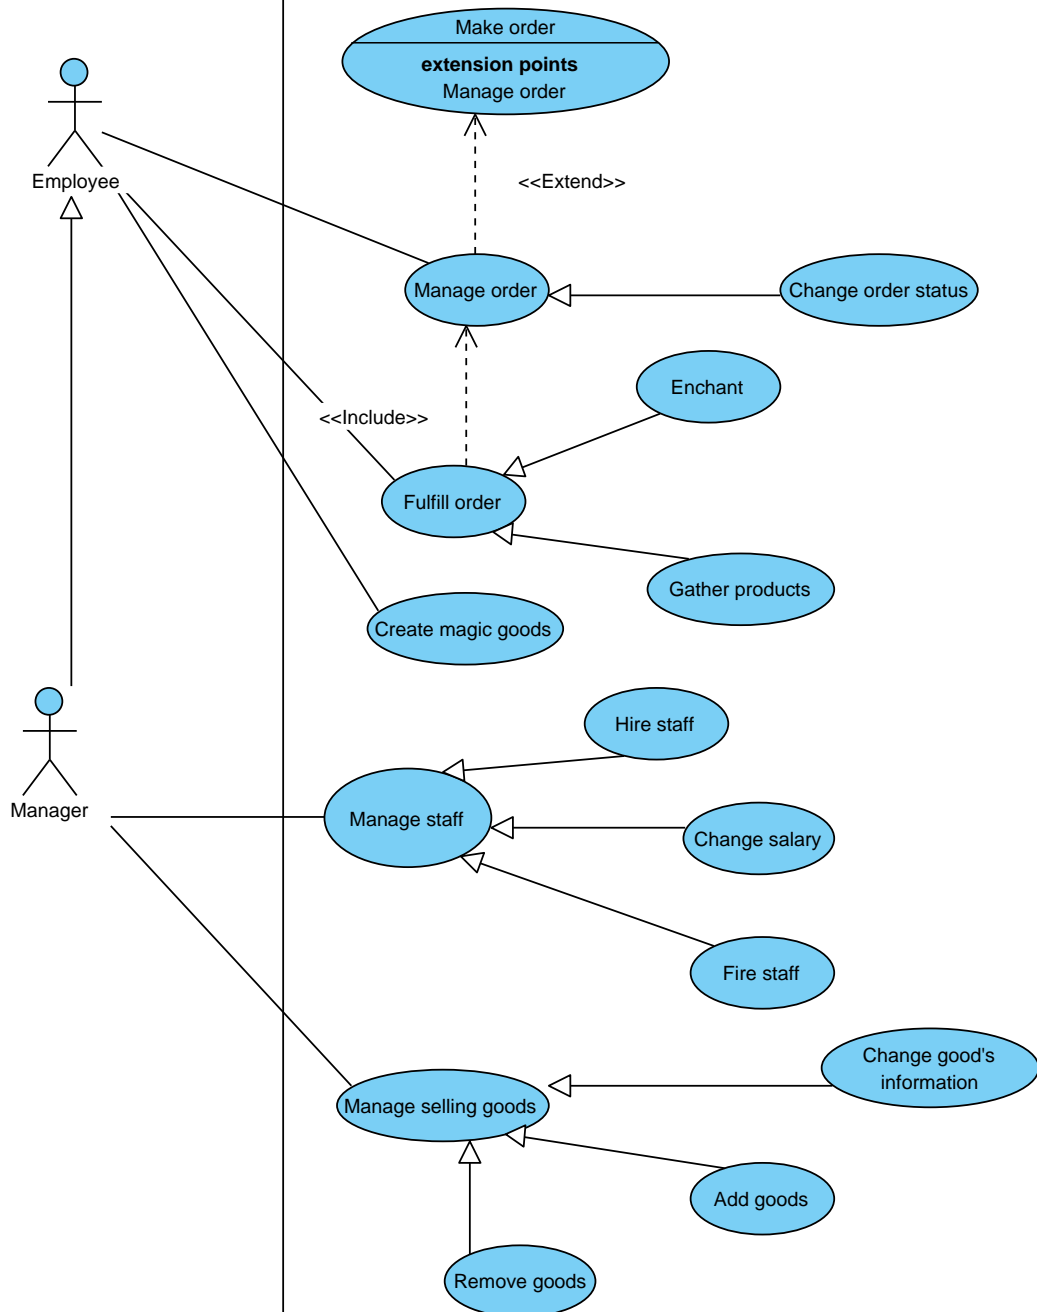 Make order
extension points
Manage order
Employee
<<Extend>>
Manage order
Change order status
Enchant
<<Include>>
Fulfill order
Gather products
Create magic goods
Hire staff
Manager
Manage staff
Change salary
Fire staff
Change good's
information
Manage selling goods
Add goods
Remove goods